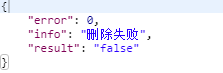 {
    "error": 0,
    "info": "删除失败",
    "result": "false"
}